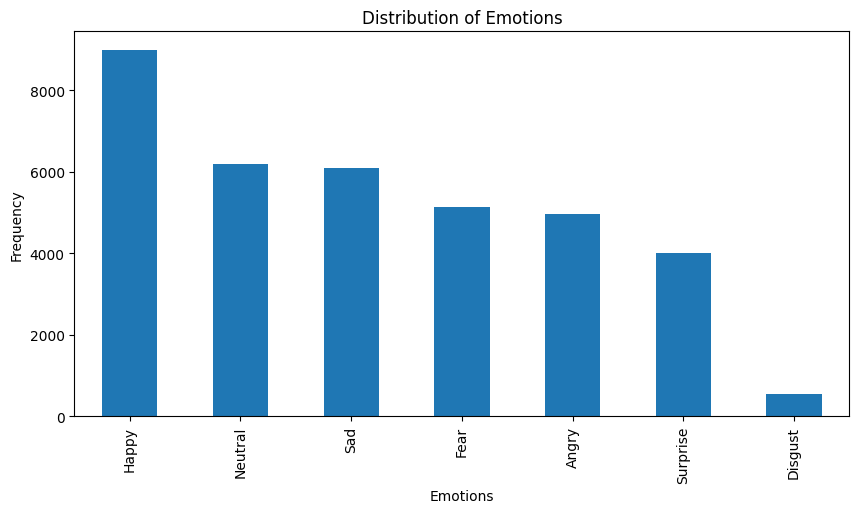 Distribution of Emotions
Frequency
8000
6000
4000
2000
0
Happy
Neutral
Sad
Fear
Angry
Surprise
Disgust
Emotions